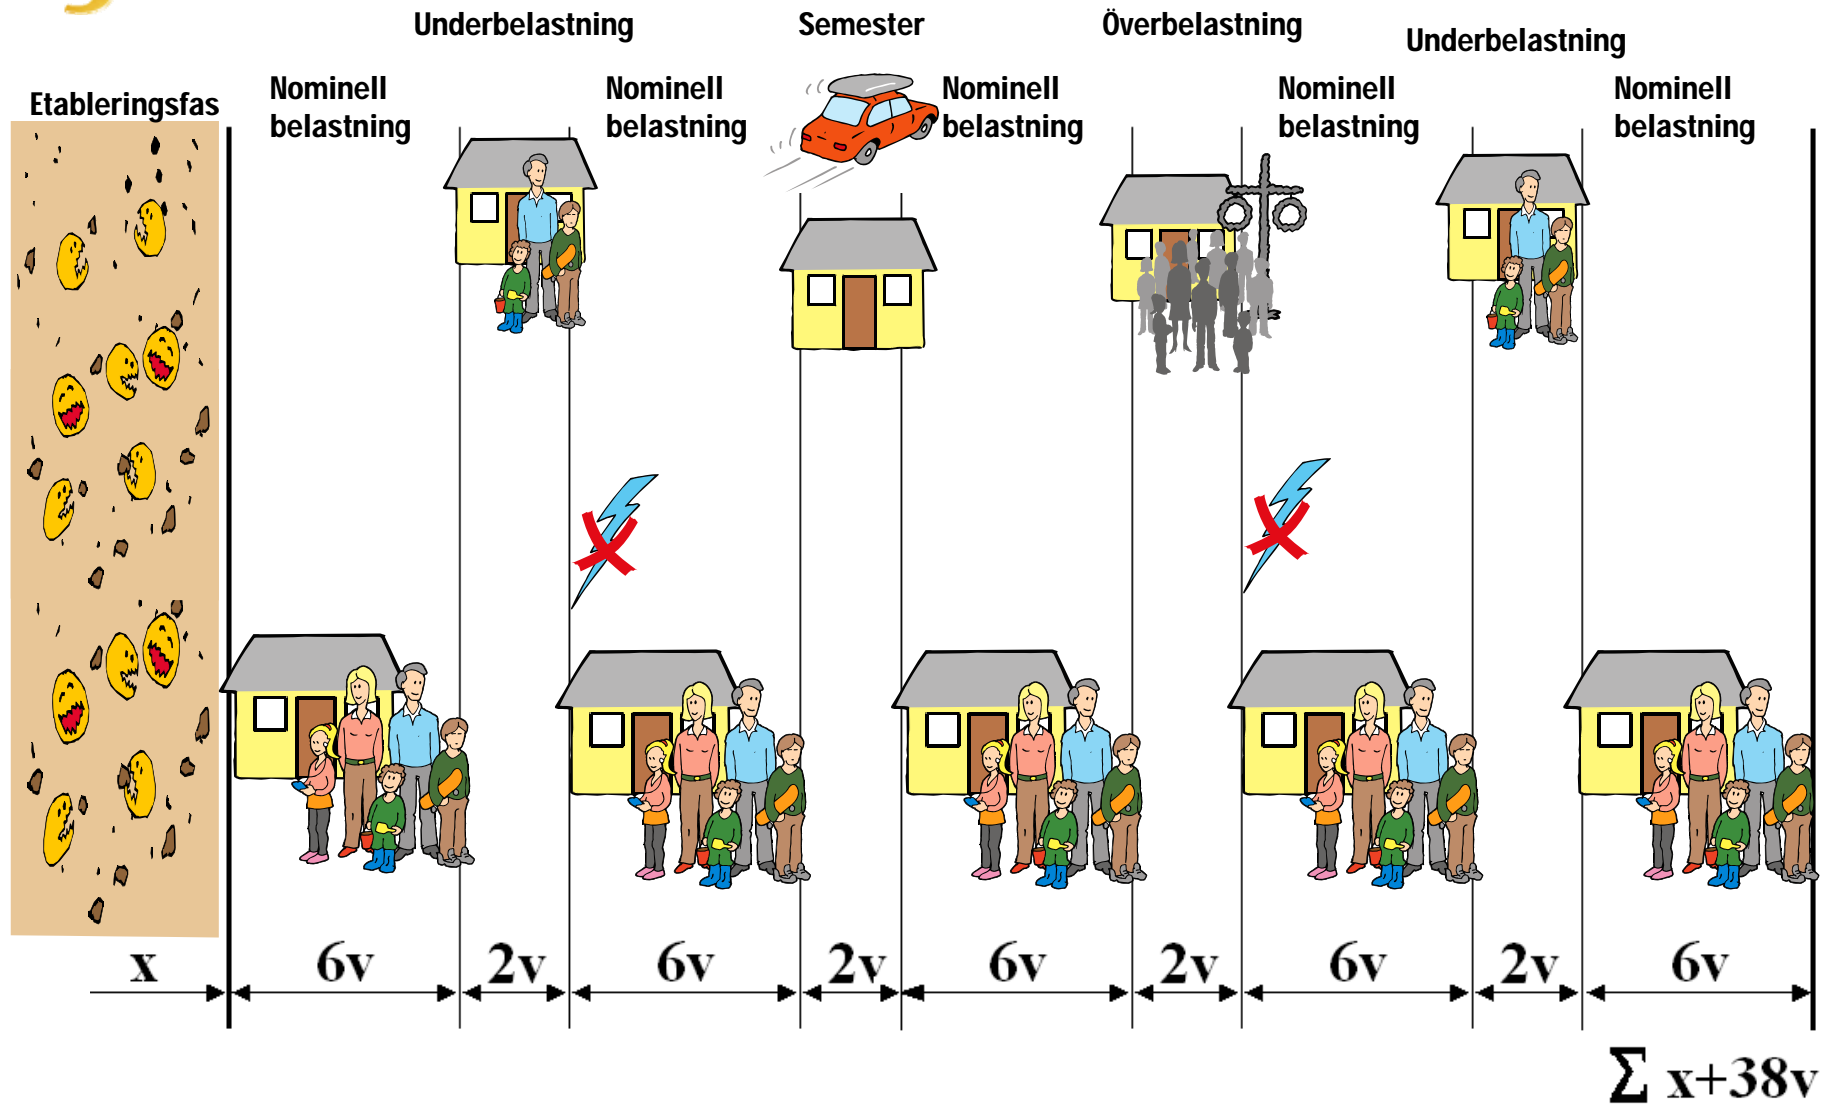 Underbelastning
Semester
Överbelastning
Underbelastning
Etableringsfas
Nominell
belastning
Nominell
belastning
Nominell
belastning
Nominell
belastning
Nominell
belastning
x
6v
2v
6v
2v
6v
2v
6v
2v
6v
Σ x+38v